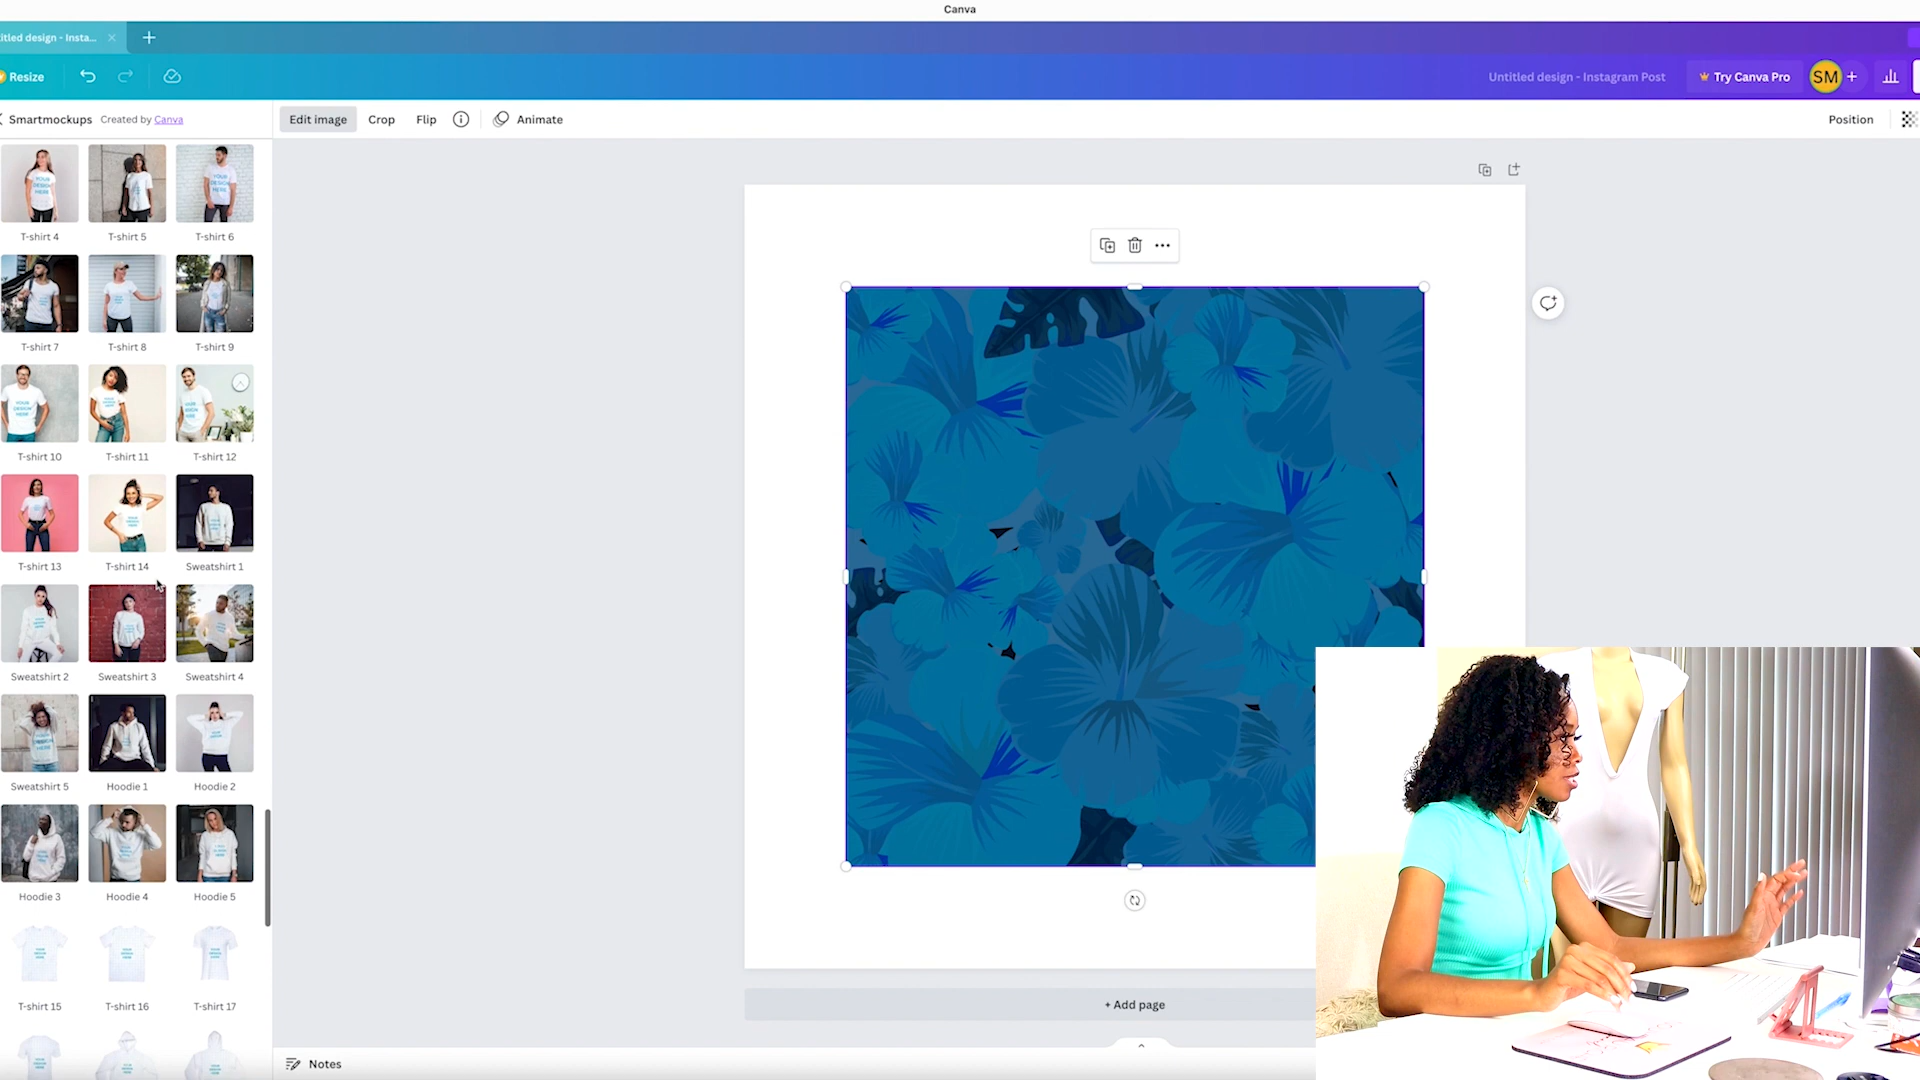 Canva
itled design - Insta...
Resize
Untitled design - Instagram Post
Try Canva Pro
SM
Smartmockups Created by Canva
Edit image
Crop
Flip
Animate
Position
T-shirt 4
T-shirt 5
T-shirt 6
T-shirt 7
T-shirt 8
T-shirt 9
T-shirt 10
T-shirt 11
T-shirt 12
T-shirt 13
T-shirt 14
Sweatshirt 1
Sweatshirt 2
Sweatshirt 3
Sweatshirt 4
Sweatshirt 5
Hoodie 1
Hoodie 2
Hoodie 3
Hoodie 4
Hoodie 5
T-shirt 15
T-shirt 16
T-shirt 17
+ Add page
Notes